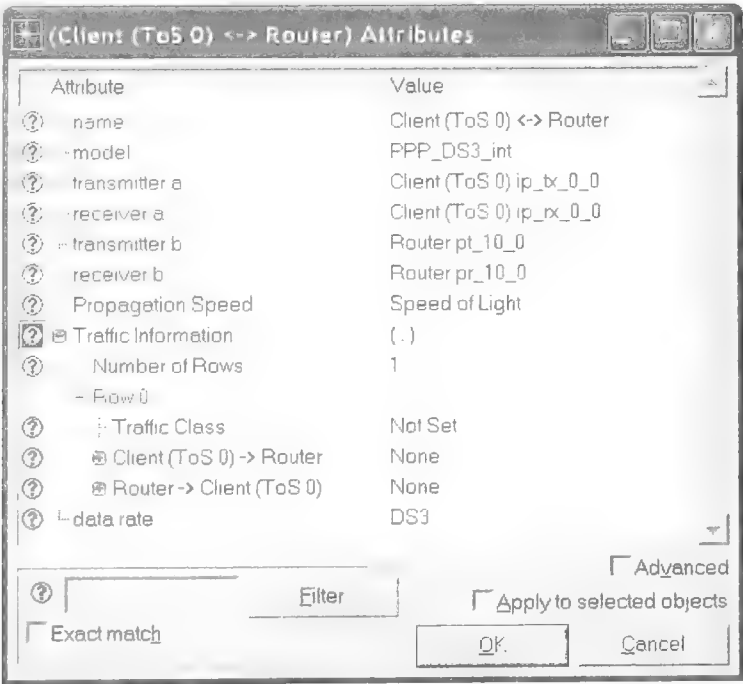 (Client (ToS 0) <-> Router) Attributes
Attribute Value
name Client (ToS 0) <-> Router
model PPP_DS3_int
transmitter a Client (ToS 0) ip_tx_0_0
receiver a Client (ToS 0) ip_rx_0_0
transmitter b Router pt_10_0
receiver b Router pr_10_0
Propagation Speed Speed of Light
Traffic Information (.)
Number of Rows 1
Row 0
Traffic Class Not Set
Client (ToS 0) -> Router None
Router -> Client (ToS 0) None
data rate DS3
Advanced
Filter
Apply to selected objects
Exact match
OK
Cancel